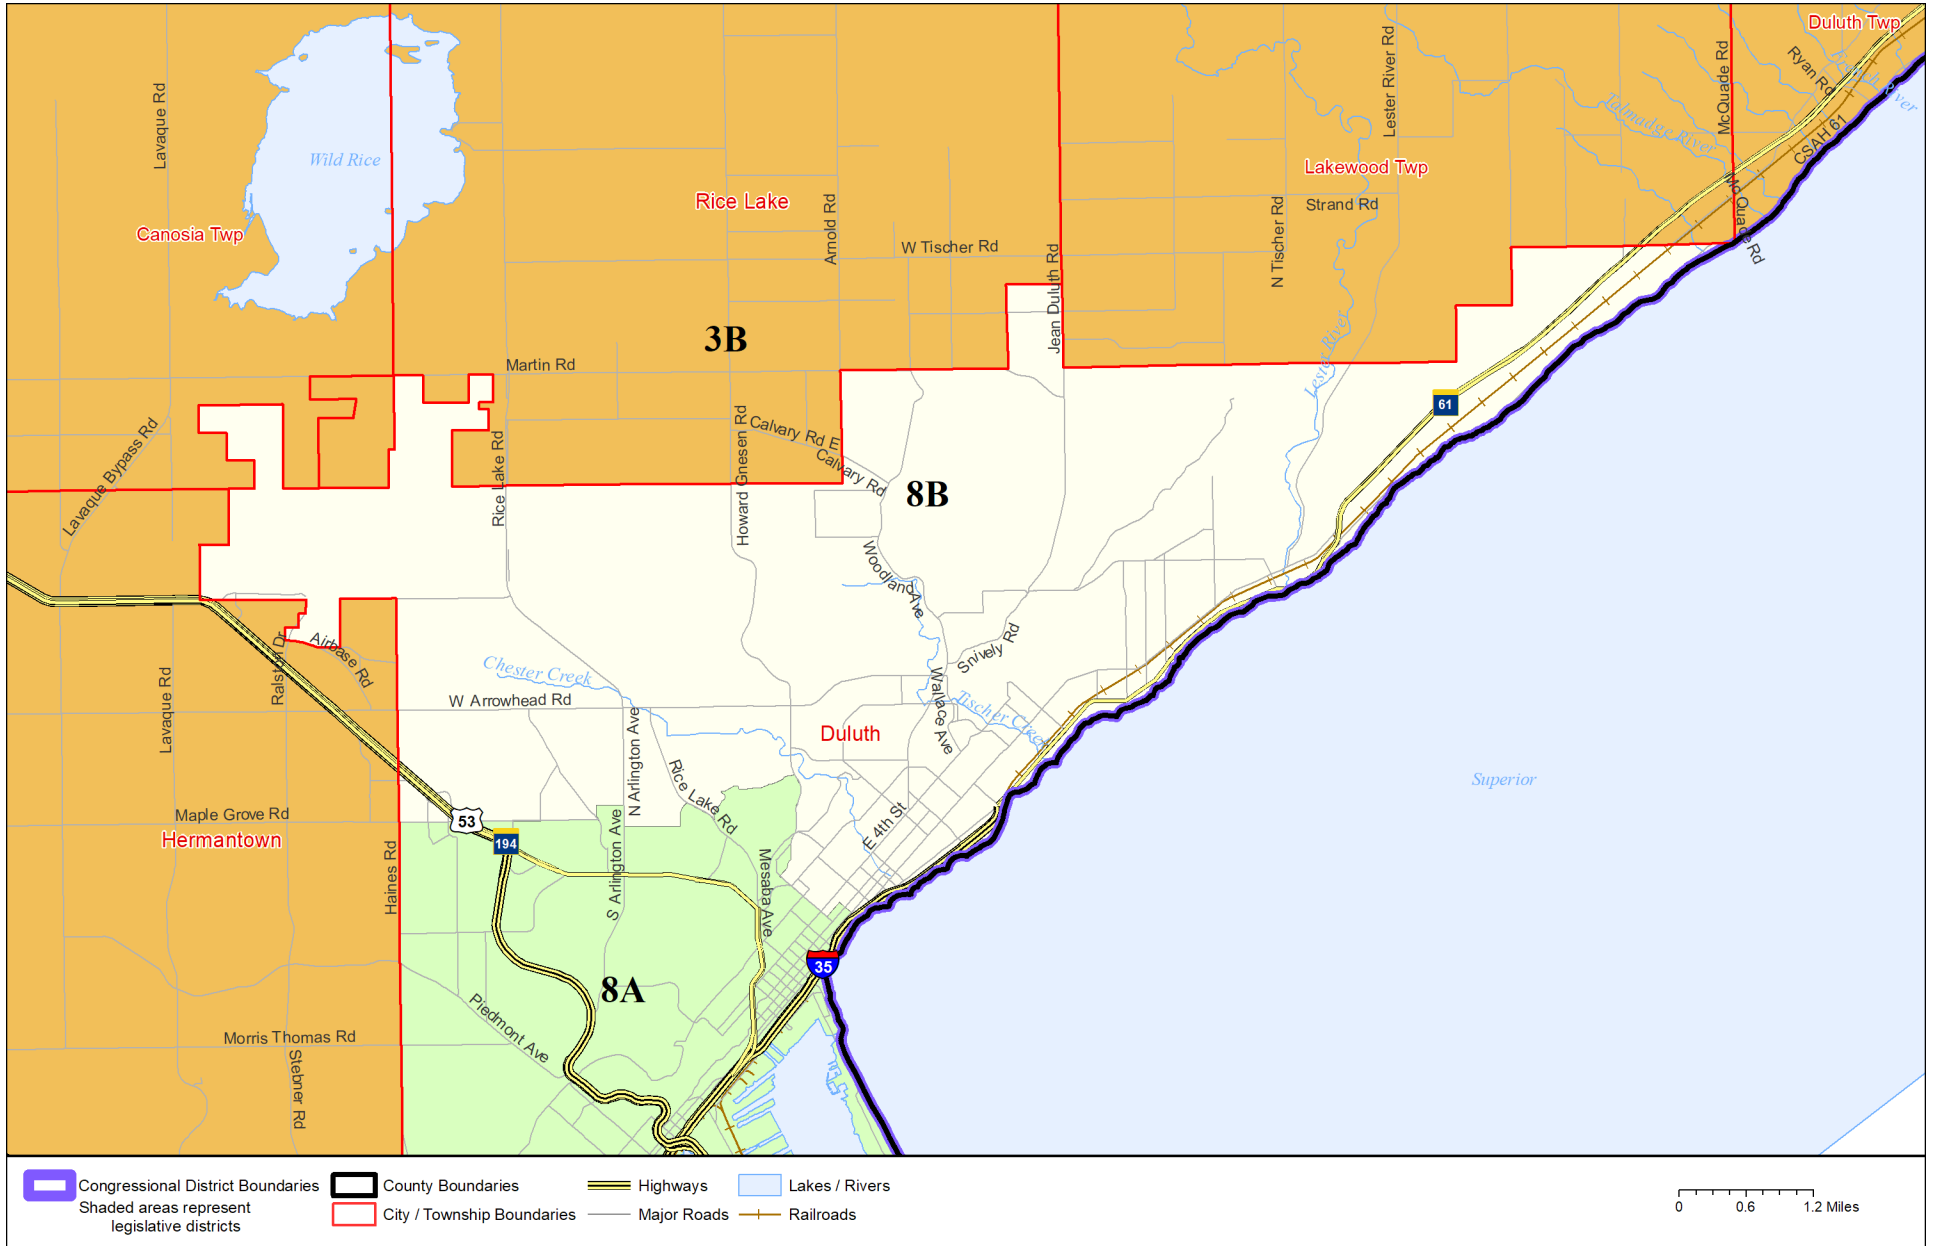 Duluth Twp
Ryan Rd
French River
McQuade Rd
Lester River Rd
Talmadge River
CSAH 61
Lavaque Rd
Wild Rice
Lakewood Twp
Rice Lake
Strand Rd
McQuade Rd
Canosia Twp
Arnold Rd
W Tischer Rd
N Tischer Rd
Jean Duluth Rd
3B
Lester River
Martin Rd
61
Lavaque Bypass Rd
Rice Lake Rd
Howard Gnesen Rd
Calvary Rd E
Calvary Rd
8B
Woodland Ave
Airbase Rd
Ralston Dr
Snively Rd
Chester Creek
W Arrowhead Rd
Wallace Ave
Tischer Creek
Lavaque Rd
N Arlington Ave
Duluth
Superior
Rice Lake Rd
Maple Grove Rd
53
194
E 4th St
Hermantown
Haines Rd
S Arlington Ave
Mesaba Ave
35
8A
Piedmont Ave
Morris Thomas Rd
Stebner Rd
Congressional District Boundaries
Shaded areas represent
legislative districts
County Boundaries
City / Township Boundaries
Highways
Major Roads
Lakes / Rivers
Railroads
0 0.6 1.2 Miles